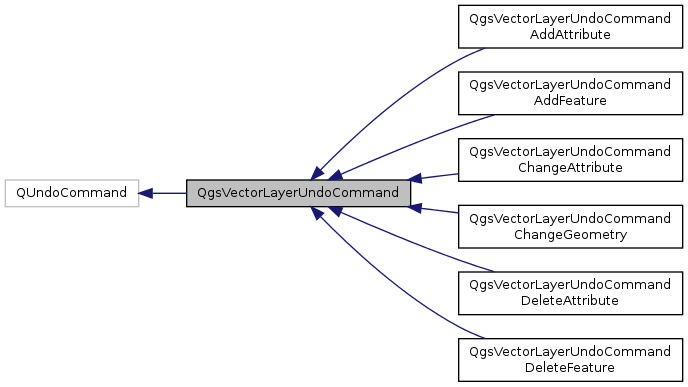 QgsVectorLayerUndoCommand
AddAttribute
QgsVectorLayerUndoCommand
AddFeature
QgsVectorLayerUndoCommand
ChangeAttribute
QUndoCommand
QgsVectorLayerUndoCommand
QgsVectorLayerUndoCommand
ChangeGeometry
QgsVectorLayerUndoCommand
DeleteAttribute
QgsVectorLayerUndoCommand
DeleteFeature